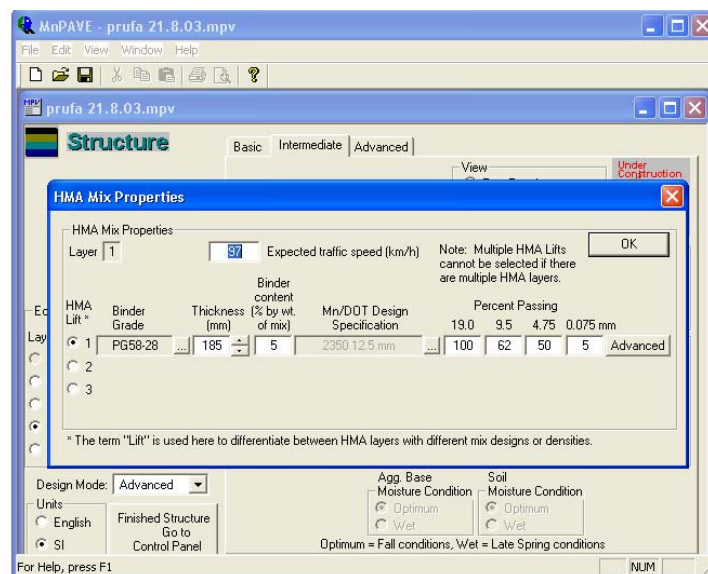 MnPAVE - prufa 21.8.03.mpv
File Edit View Window Help
prufa 21.8.03.mpv
Structure
Basic Intermediate Advanced
View
Under
Construction
HMA Mix Properties
HMA Mix Properties
Layer 1
97 Expected traffic speed (km/h)
Note: Multiple HMA Lifts
cannot be selected if there
are multiple HMA layers.
OK
HMA
Lift *
Binder
Grade
Thickness
(mm)
Binder
content
(% by wt.
of mix)
Mn/DOT Design
Specification
Percent Passing
19.0 9.5 4.75 0.075 mm
1 PG58-28 ... 185 5 2350 12.5 mm ... 100 62 50 5 Advanced
2
3
* The term "Lift" is used here to differentiate between HMA layers with different mix designs or densities.
Ec
Lay
Design Mode: Advanced
Units
English
SI
Finished Structure
Go to
Control Panel
Agg. Base
Moisture Condition
Optimum
Wet
Soil
Moisture Condition
Optimum
Wet
Optimum = Fall conditions, Wet = Late Spring conditions
For Help, press F1
NUM